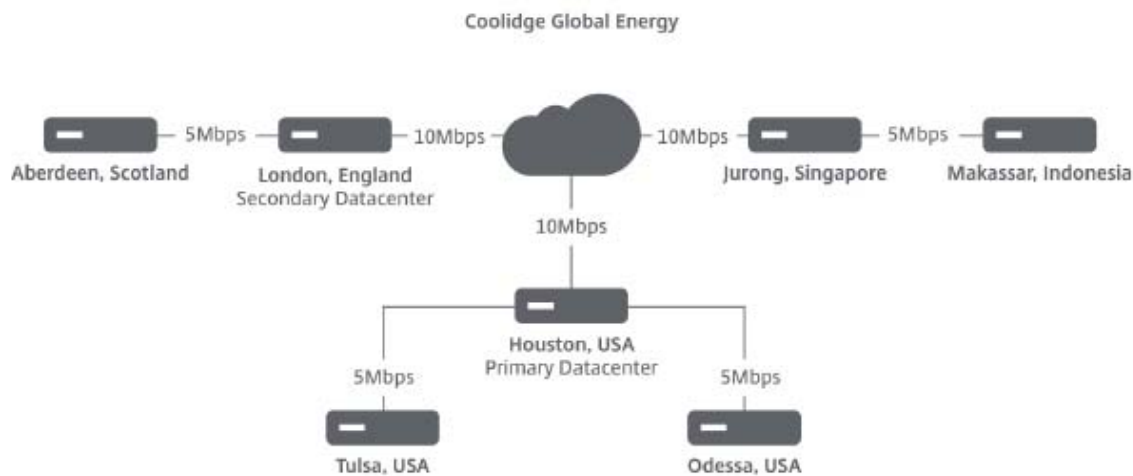 Coolidge Global Energy
5Mbps
10Mbps
10Mbps
5Mbps
Aberdeen, Scotland
London, England
Secondary Datacenter
Jurong, Singapore
Makassar, Indonesia
10Mbps
Houston, USA
Primary Datacenter
5Mbps
5Mbps
Tulsa, USA
Odessa, USA